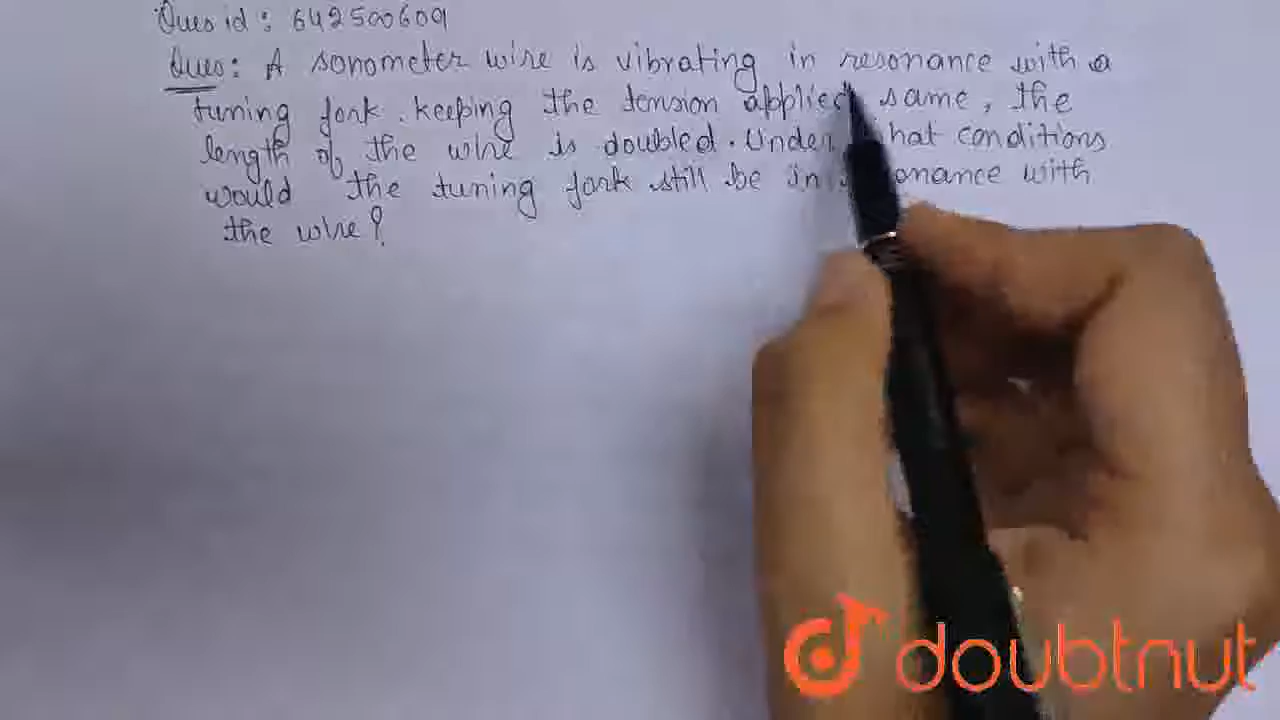 Ques id: 642500609
Ques: A sonometer wire is vibrating in resonance with a
tuning fork. keeping the tension applied same, the
length of the wire is doubled. Under hat conditions
would the tuning fork still be in onance with
the wire?
doubtnut